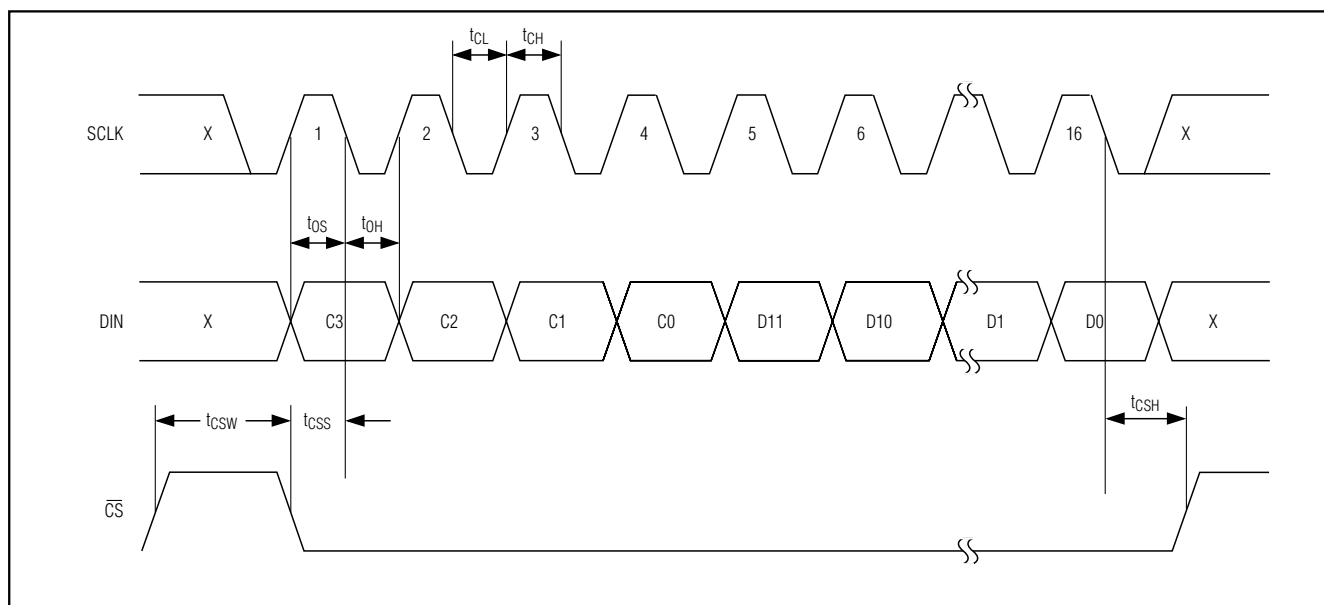 tCL tCH
SCLK X 1 2 3 4 5 6 16 X
tOS tOH
DIN X C3 C2 C1 C0 D11 D10 D1 D0 X
tCSW tCSS tCSH
CS